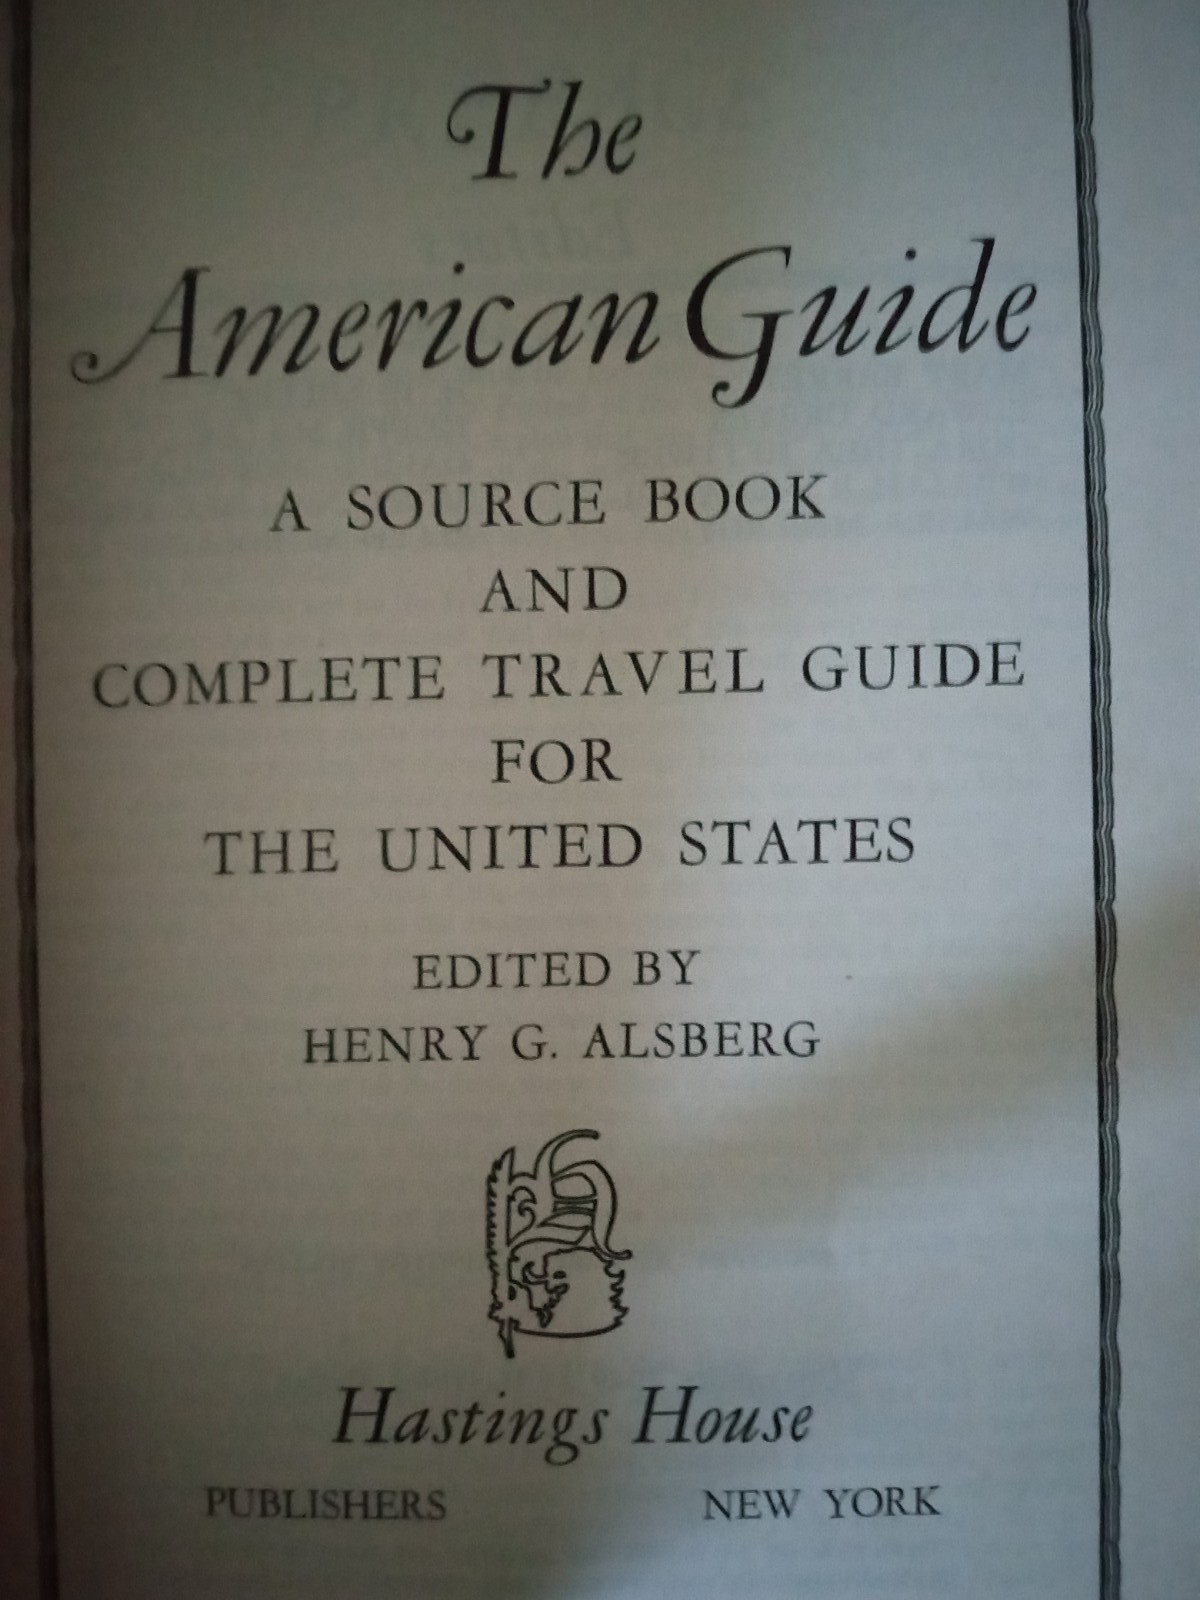 The
American Guide
A SOURCE BOOK
AND
COMPLETE TRAVEL GUIDE
FOR
THE UNITED STATES
EDITED BY
HENRY G. ALSBERG
Hastings House
PUBLISHERS NEW YORK